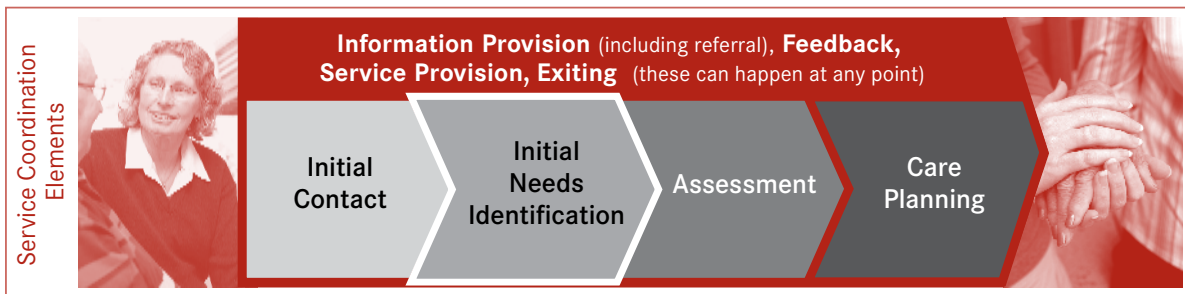 Service Coordination
Elements
Information Provision (including referral), Feedback,
Service Provision, Exiting (these can happen at any point)
Initial
Contact
Initial
Needs
Identification
Assessment
Care
Planning